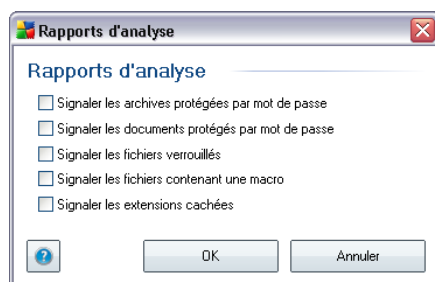 Rapports d'analyse
Rapports d'analyse
Signaler les archives protégées par mot de passe
Signaler les documents protégés par mot de passe
Signaler les fichiers verrouillés
Signaler les fichiers contenant une macro
Signaler les extensions cachées
?
OK
Annuler